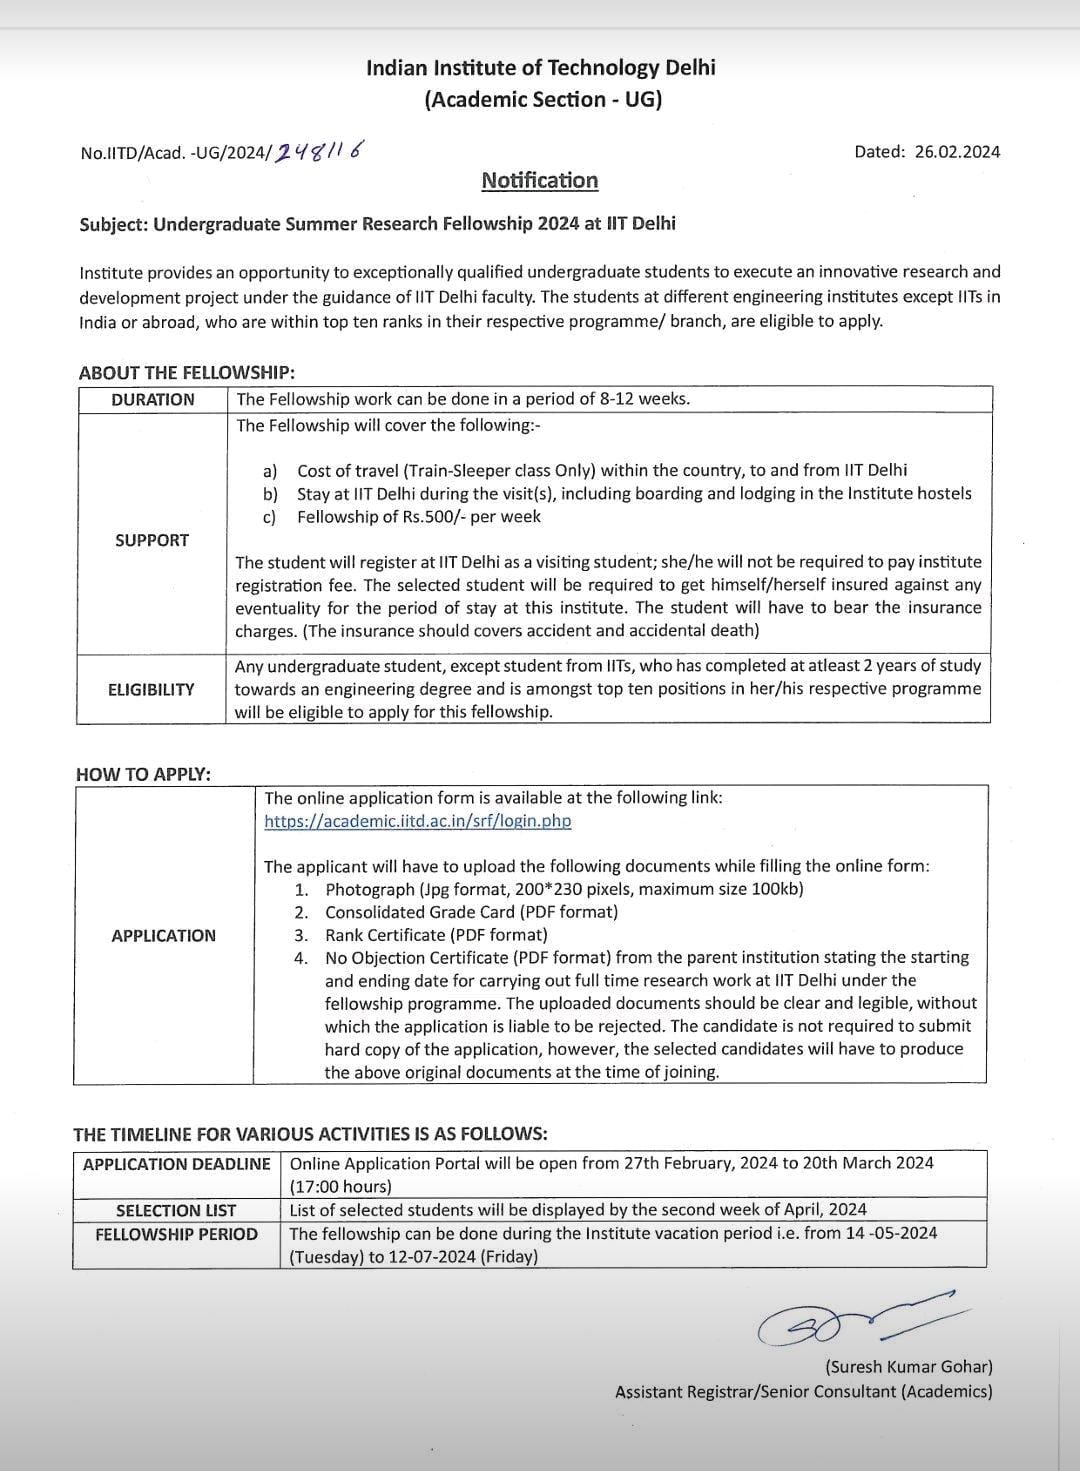 Indian Institute of Technology Delhi
(Academic Section - UG)
No.IITD/Acad. -UG/2024/248116
Dated: 26.02.2024
Notification
Subject: Undergraduate Summer Research Fellowship 2024 at IIT Delhi
Institute provides an opportunity to exceptionally qualified undergraduate students to execute an innovative research and
development project under the guidance of IIT Delhi faculty. The students at different engineering institutes except IITs in
India or abroad, who are within top ten ranks in their respective programme/ branch, are eligible to apply.
ABOUT THE FELLOWSHIP:
DURATION
The Fellowship work can be done in a period of 8-12 weeks.
SUPPORT
The Fellowship will cover the following:-
a) Cost of travel (Train-Sleeper class Only) within the country, to and from IIT Delhi
b) Stay at IIT Delhi during the visit(s), including boarding and lodging in the Institute hostels
c) Fellowship of Rs.500/- per week
The student will register at IIT Delhi as a visiting student; she/he will not be required to pay institute
registration fee. The selected student will be required to get himself/herself insured against any
eventuality for the period of stay at this institute. The student will have to bear the insurance
charges. (The insurance should covers accident and accidental death)
ELIGIBILITY
Any undergraduate student, except student from IITs, who has completed at atleast 2 years of study
towards an engineering degree and is amongst top ten positions in her/his respective programme
will be eligible to apply for this fellowship.
HOW TO APPLY:
APPLICATION
The online application form is available at the following link:
https://academic.iitd.ac.in/srf/login.php
The applicant will have to upload the following documents while filling the online form:
1. Photograph (Jpg format, 200*230 pixels, maximum size 100kb)
2. Consolidated Grade Card (PDF format)
3. Rank Certificate (PDF format)
4. No Objection Certificate (PDF format) from the parent institution stating the starting
and ending date for carrying out full time research work at IIT Delhi under the
fellowship programme. The uploaded documents should be clear and legible, without
which the application is liable to be rejected. The candidate is not required to submit
hard copy of the application, however, the selected candidates will have to produce
the above original documents at the time of joining.
THE TIMELINE FOR VARIOUS ACTIVITIES IS AS FOLLOWS:
APPLICATION DEADLINE
Online Application Portal will be open from 27th February, 2024 to 20th March 2024
(17:00 hours)
SELECTION LIST
List of selected students will be displayed by the second week of April, 2024
FELLOWSHIP PERIOD
The fellowship can be done during the Institute vacation period i.e. from 14 -05-2024
(Tuesday) to 12-07-2024 (Friday)
(Suresh Kumar Gohar)
Assistant Registrar/Senior Consultant (Academics)